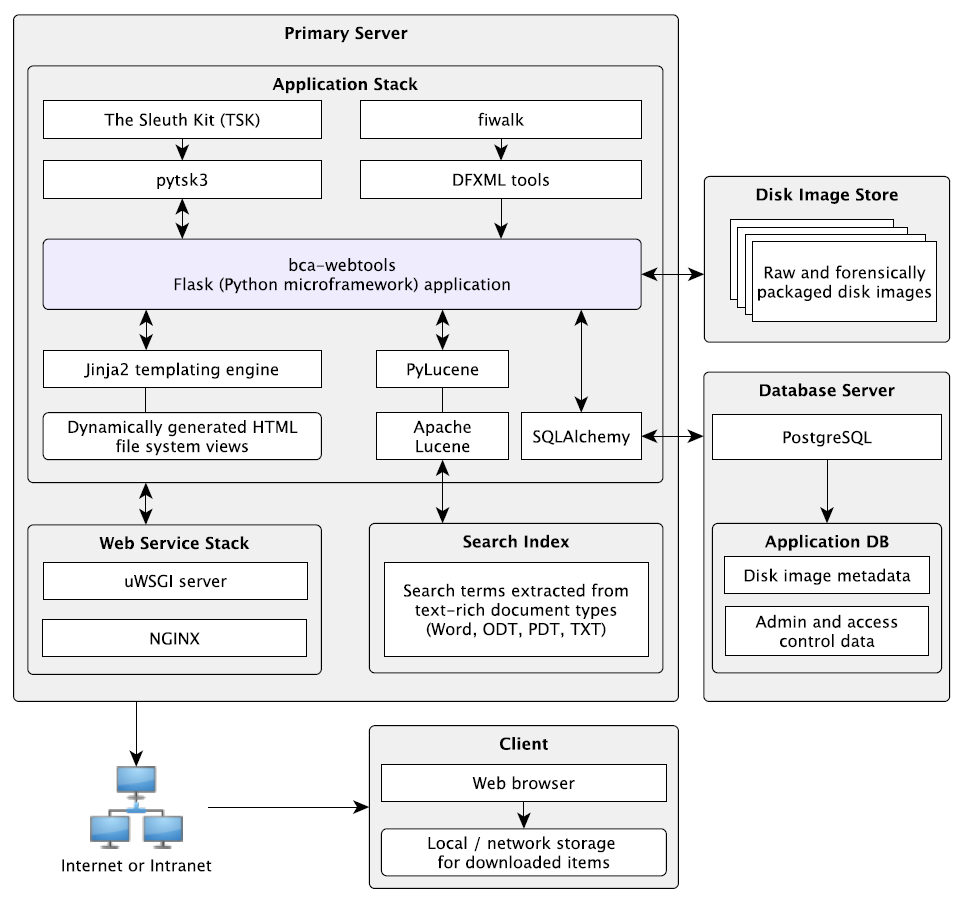 Primary Server
Application Stack
The Sleuth Kit (TSK)
fiwalk
pytsk3
DFXML tools
bca-webtools
Flask (Python microframework) application
Jinja2 templating engine
PyLucene
Dynamically generated HTML
file system views
Apache
Lucene
SQLAlchemy
Web Service Stack
uWSGI server
NGINX
Search Index
Search terms extracted from
text-rich document types
(Word, ODT, PDT, TXT)
Disk Image Store
Raw and forensically
packaged disk images
Database Server
PostgreSQL
Application DB
Disk image metadata
Admin and access
control data
Internet or Intranet
Client
Web browser
Local / network storage
for downloaded items